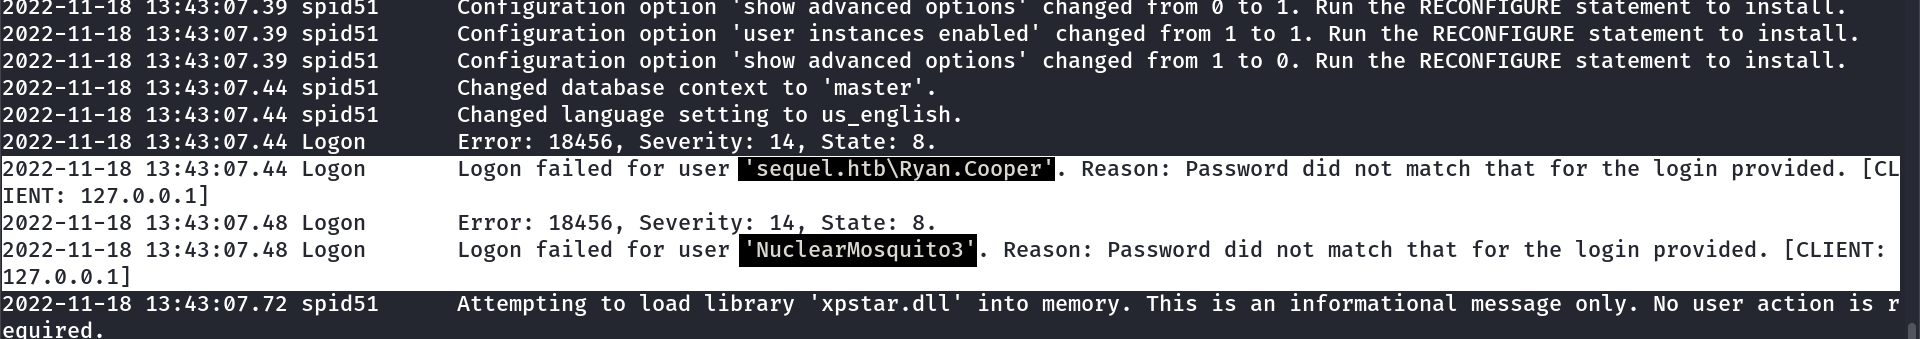 2022-11-18 13:43:07.39 spid51      Configuration option 'show advanced options' changed from 0 to 1. Run the RECONFIGURE statement to install.
2022-11-18 13:43:07.39 spid51      Configuration option 'user instances enabled' changed from 1 to 1. Run the RECONFIGURE statement to install.
2022-11-18 13:43:07.39 spid51      Configuration option 'show advanced options' changed from 1 to 0. Run the RECONFIGURE statement to install.
2022-11-18 13:43:07.44 spid51      Changed database context to 'master'.
2022-11-18 13:43:07.44 spid51      Changed language setting to us_english.
2022-11-18 13:43:07.44 Logon       Error: 18456, Severity: 14, State: 8.
2022-11-18 13:43:07.44 Logon       Logon failed for user 'sequel.htb\Ryan.Cooper'. Reason: Password did not match that for the login provided. [CL
IENT: 127.0.0.1]
2022-11-18 13:43:07.48 Logon       Error: 18456, Severity: 14, State: 8.
2022-11-18 13:43:07.48 Logon       Logon failed for user 'NuclearMosquito3'. Reason: Password did not match that for the login provided. [CLIENT:
127.0.0.1]
2022-11-18 13:43:07.72 spid51      Attempting to load library 'xpstar.dll' into memory. This is an informational message only. No user action is r
equired.